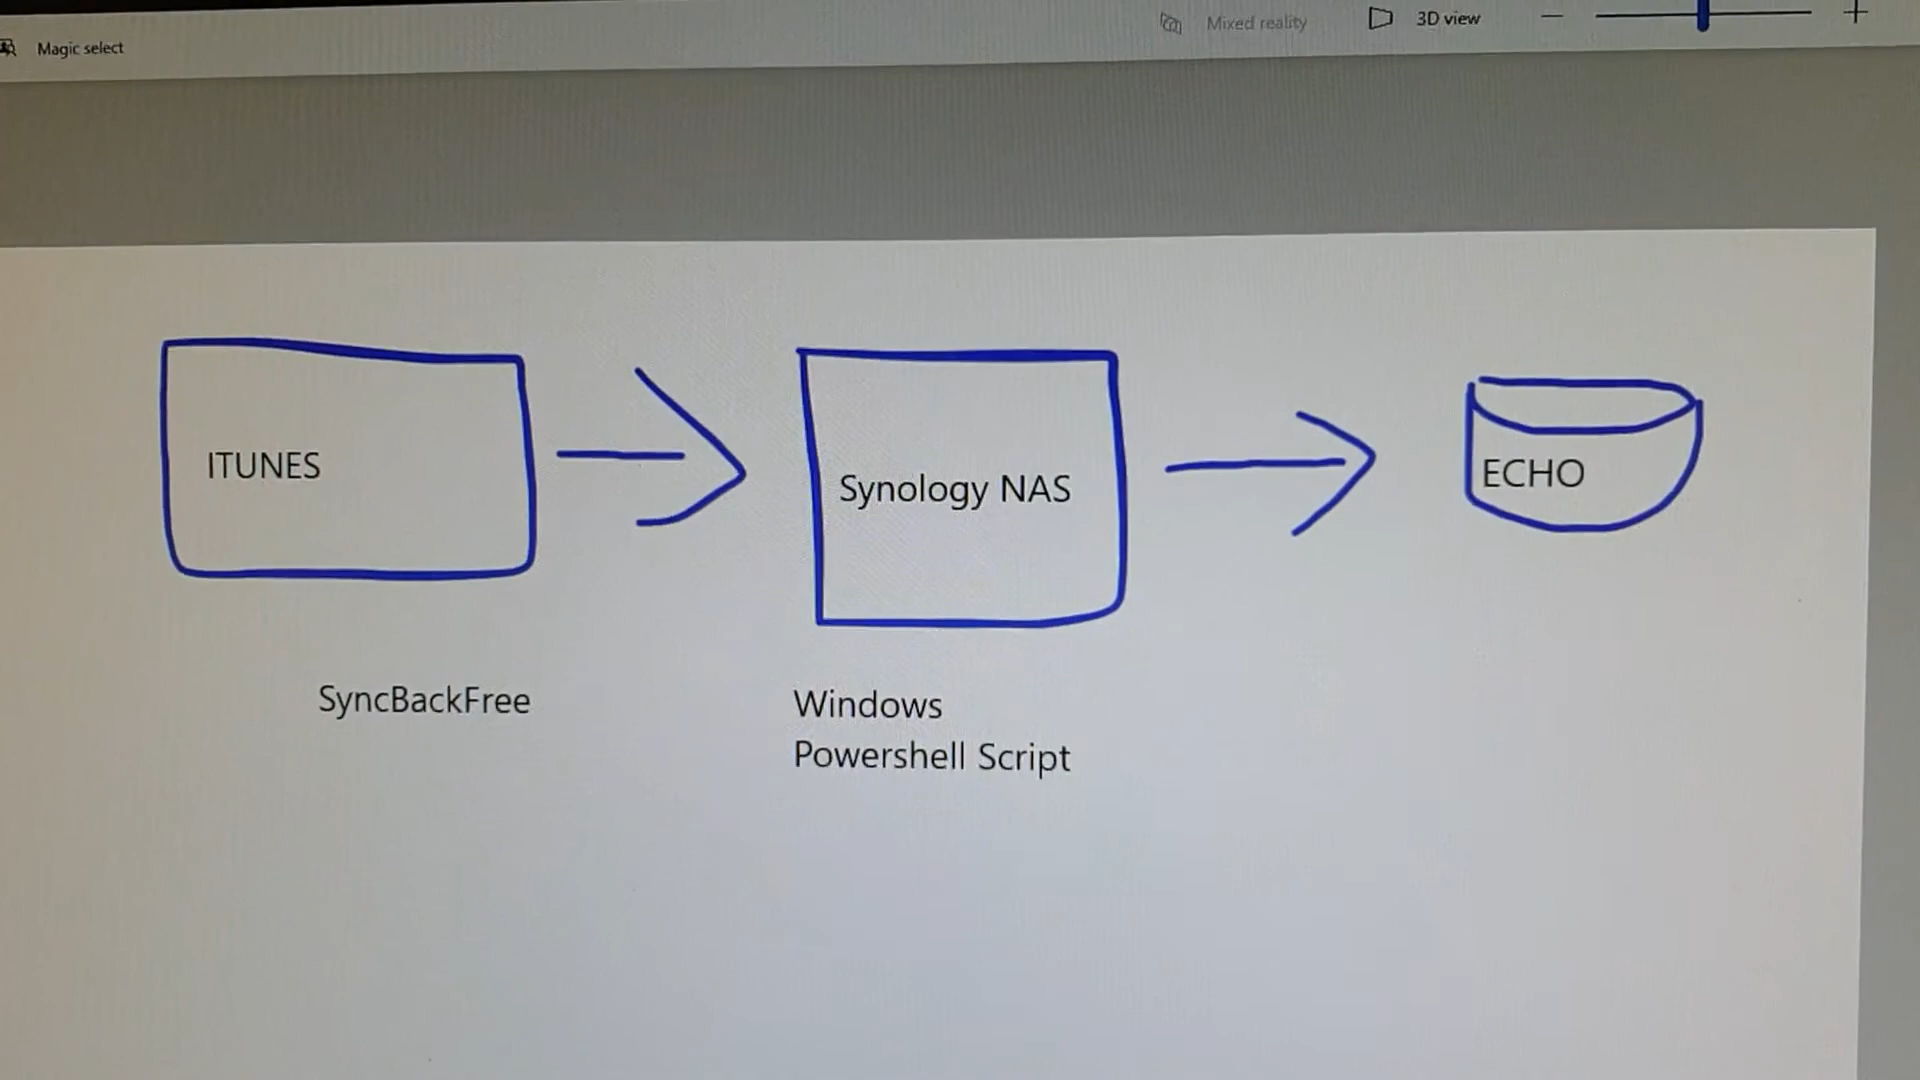 Magic select
Mixed reality
3D view
ITUNES
Synology NAS
ECHO
SyncBackFree
Windows
Powershell Script